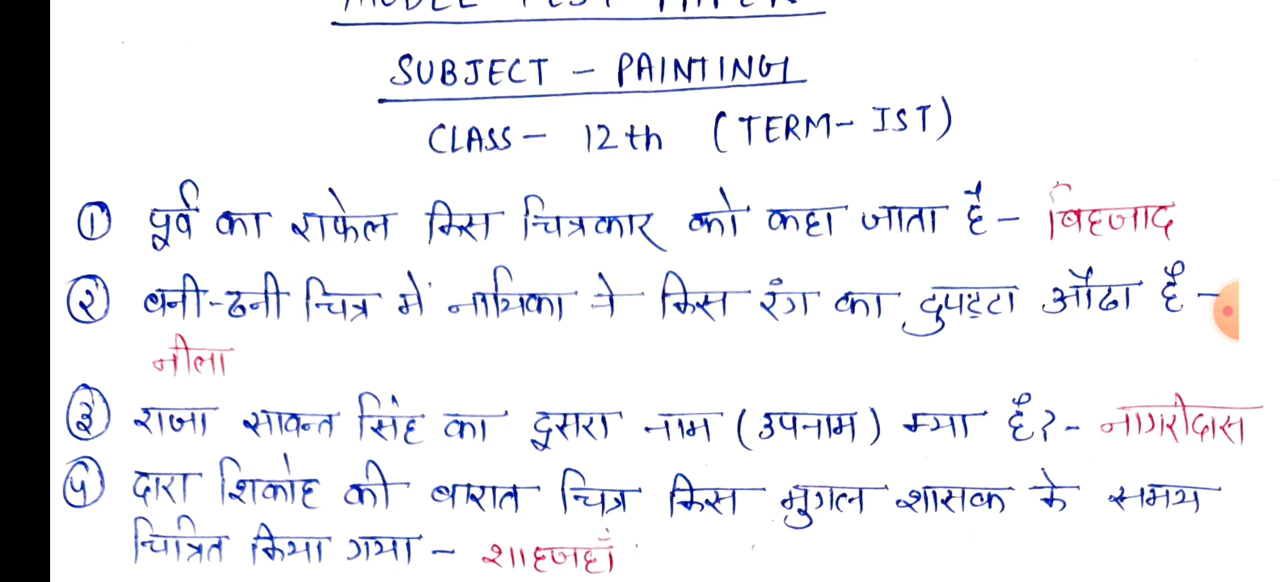 SUBJECT - PAINTING
CLASS - 12th (TERM- IST)
① पूर्व का राफेल किस चित्रकार को कहा जाता है - बिहजाद
② बनी-ठनी चित्र में नायिका ने किस रंग का दुपट्टा औढा है -
नीला
③ राजा सावन्त सिंह का दूसरा नाम (उपनाम) क्या है? - नागरीदास
④ दारा शिकोह की बारात चित्र किस मुगल शासक के समय
चित्रित किया गया - शाहजहाँ